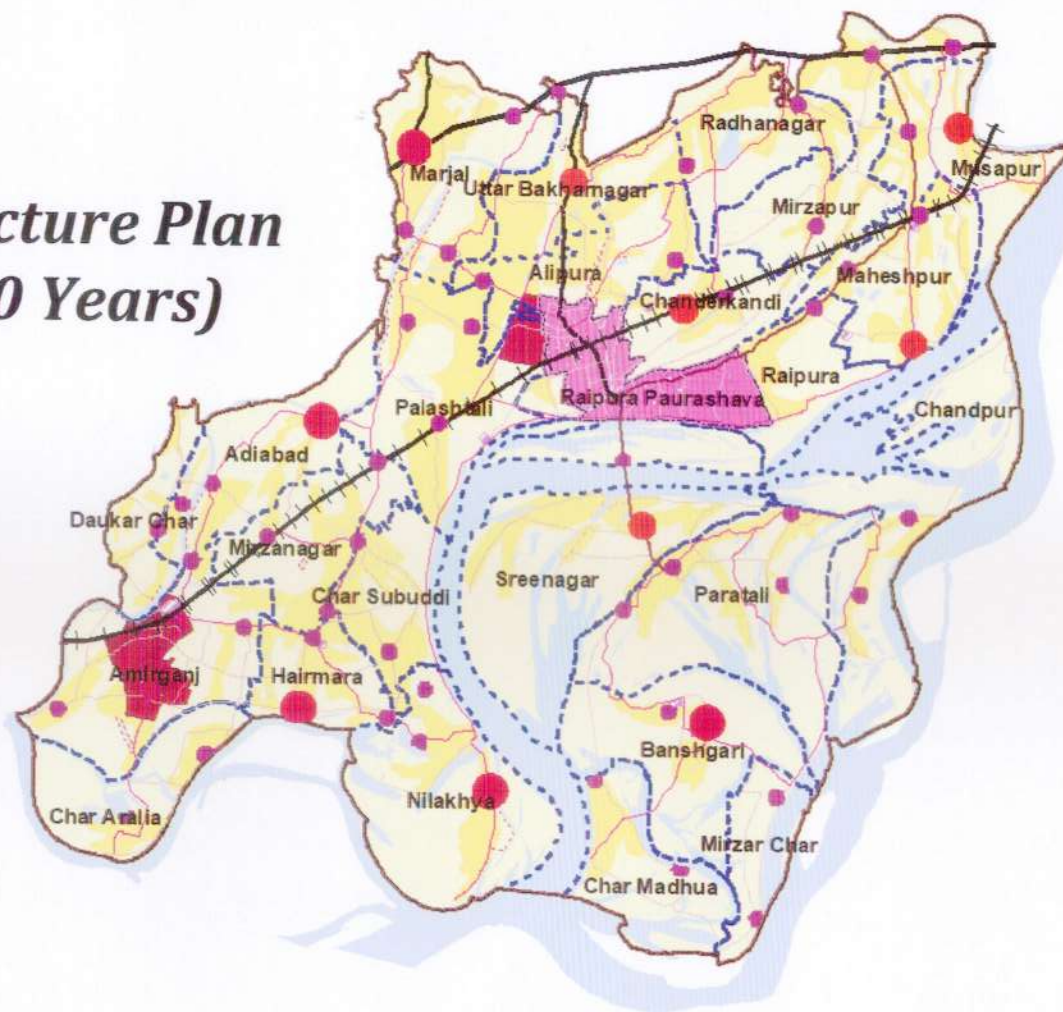 cture Plan
0 Years)
Radhanagar
Marjal
Uttar Bakharnagar
Musapur
Mirzapur
Alipura
Maheshpur
Chanderkandi
Raipura
Raipura Paurashava
Palashtali
Chandpur
Adiabad
Daukar Char
Mirzanagar
Sreenagar
Char Subuddi
Paratali
Amirganj
Hairmara
Banshgari
Nilakhya
Char Aralia
Mirzar Char
Char Madhua